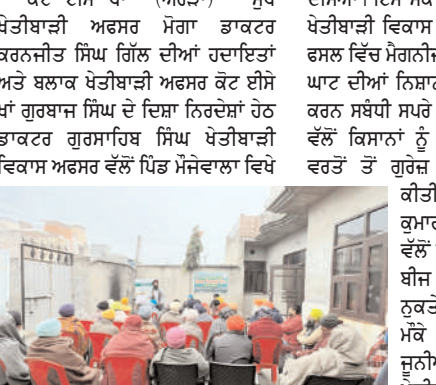 ਖੇਤੀਬਾੜੀ ਅਫਸਰ ਮੋਗਾ ਡਾਕਟਰ
ਕਰਨਜੀਤ ਸਿੰਘ ਗਿੱਲ ਦੀਆਂ ਹਦਾਇਤਾਂ
ਅਤੇ ਬਲਾਕ ਖੇਤੀਬਾੜੀ ਅਫਸਰ ਕੋਟ ਈਸੇ
ਖਾਂ ਗੁਰਬਾਜ ਸਿੰਘ ਦੇ ਦਿਸ਼ਾ ਨਿਰਦੇਸ਼ਾਂ ਹੇਠ
ਡਾਕਟਰ ਗੁਰਸਾਹਿਬ ਸਿੰਘ ਖੇਤੀਬਾੜੀ
ਵਿਕਾਸ ਅਫਸਰ ਵੱਲੋਂ ਪਿੰਡ ਮੌਜੇਵਾਲਾ ਵਿਖੇ
ਖੇਤੀਬਾੜੀ ਵਿਕਾਸ
ਫਸਲ ਵਿੱਚ ਮੈਗਨੀਜ਼
ਘਾਟ ਦੀਆਂ ਨਿਸ਼ਾਨ
ਕਰਨ ਸਬੰਧੀ ਸਪਰੇ
ਵੱਲੋਂ ਕਿਸਾਨਾਂ ਨੂੰ
ਵਰਤੋਂ ਤੋਂ ਗੁਰੇਜ਼
ਕੀਤੀ
ਕੁਮਾਰ
ਵੱਲੋਂ
ਬੀਜ
ਨੁਕਤੇ
ਮੌਕੇ
ਜੂਨੀਅ